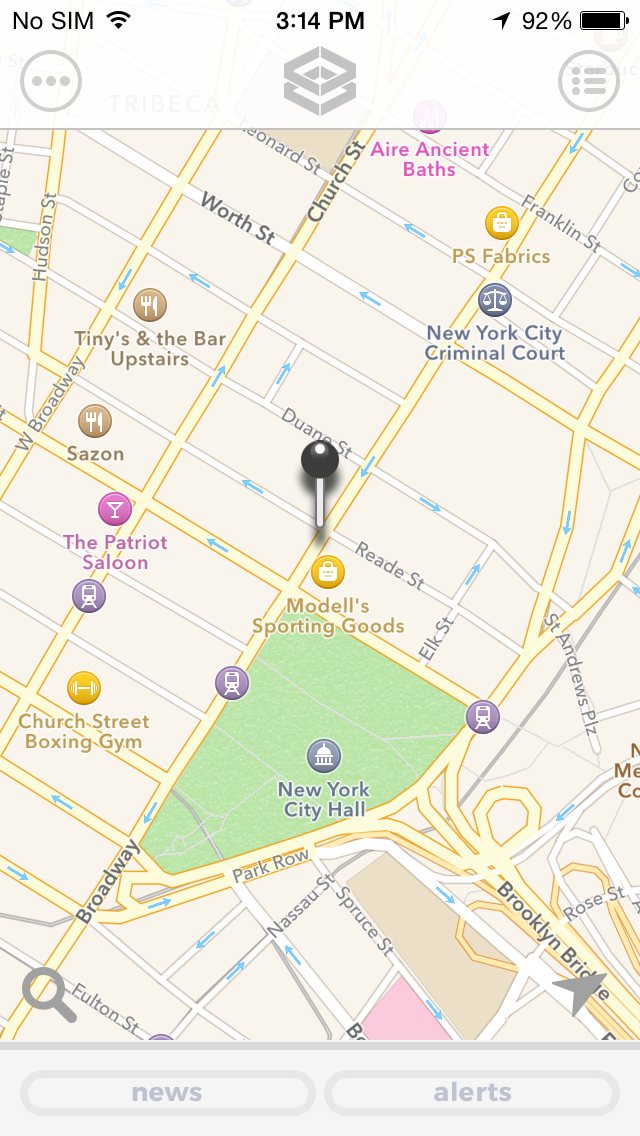 No SIM
3:14 PM
92%
TRIBECA
Leonard St
Church St
Aire Ancient
Baths
Worth St
Franklin St
Hudson St
PS Fabrics
New York City
Criminal Court
Tiny's & the Bar
Upstairs
W Broadway
Duane St
Sazon
The Patriot
Saloon
Reade St
Modell's
Sporting Goods
Elk St
St Andrews Plz
Church Street
Boxing Gym
New York
City Hall
Park Row
Broadway
Nassau St
Spruce St
Brooklyn Bridge
Rose St
Fulton St
news
alerts